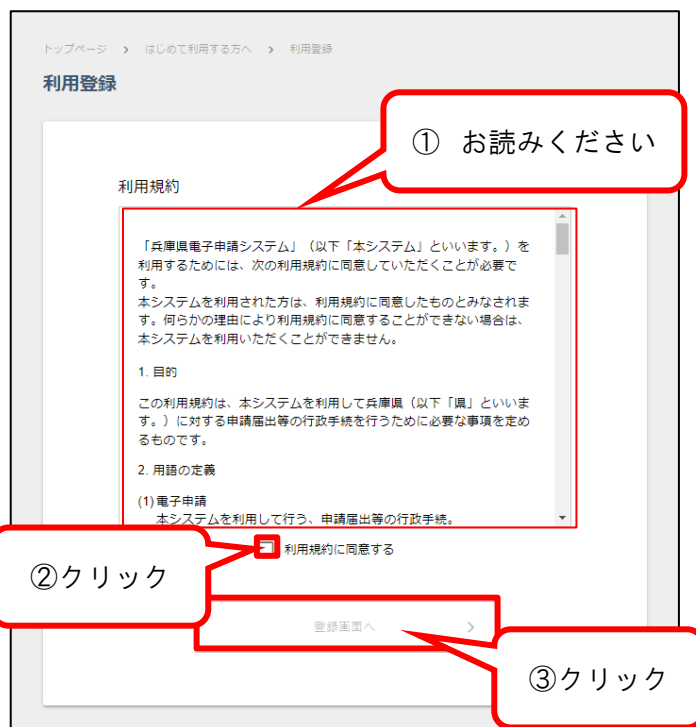 トップページ > はじめて利用する方へ > 利用登録
利用登録
① お読みください
利用規約
「兵庫県電子申請システム」（以下「本システム」といいます。）を
利用するためには、次の利用規約に同意していただくことが必要で
す。
本システムを利用された方は、利用規約に同意したものとみなされま
す。何らかの理由により利用規約に同意することができない場合は、
本システムを利用いただくことができません。
1. 目的
この利用規約は、本システムを利用して兵庫県（以下「県」といいま
す。）に対する申請届出等の行政手続を行うために必要な事項を定め
るものです。
2. 用語の定義
(1) 電子申請
本システムを利用して行う、申請届出等の行政手続。
利用規約に同意する
②クリック
登録画面へ >
③クリック